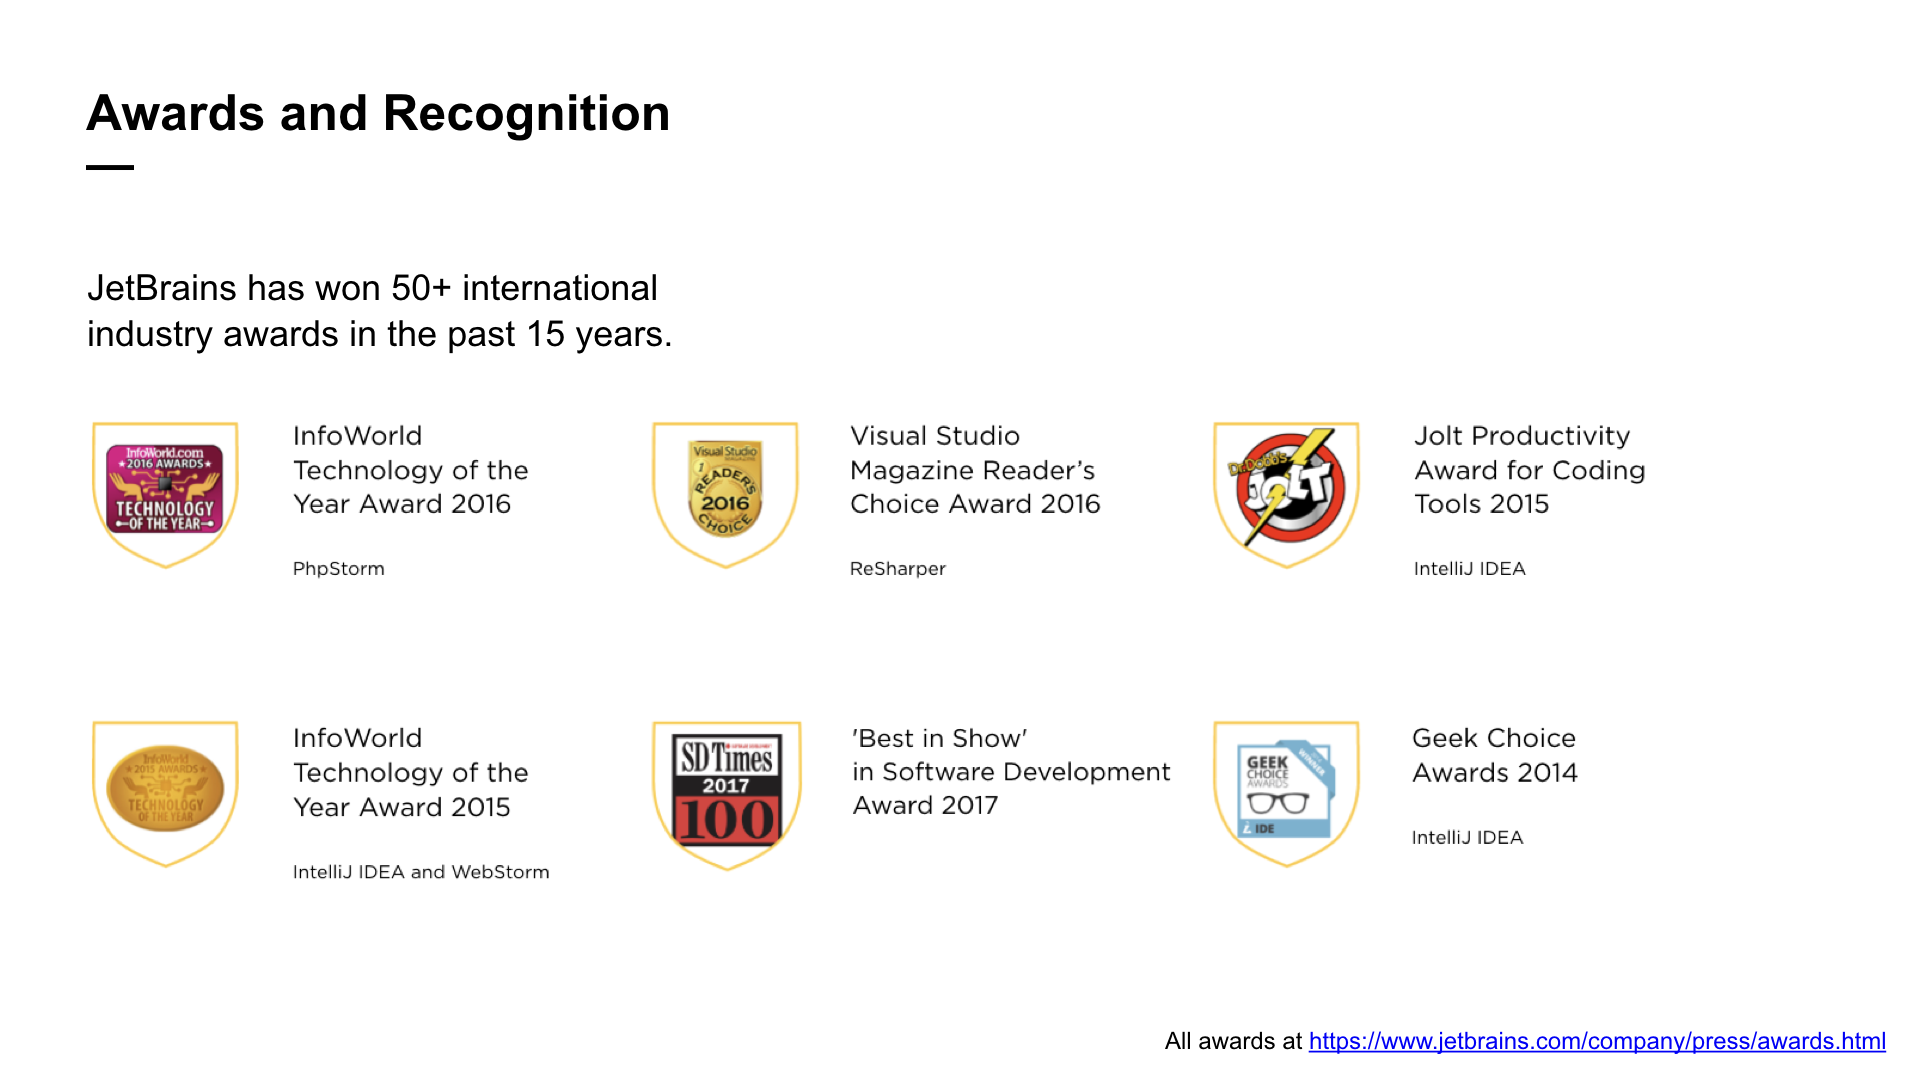 Awards and Recognition
JetBrains has won 50+ international
industry awards in the past 15 years.
InfoWorld.com
2016 AWARDS
TECHNOLOGY
OF THE YEAR
InfoWorld
Technology of the
Year Award 2016
PhpStorm
Visual Studio
MAGAZINE
1
READER'S
2016
CHOICE
Visual Studio
Magazine Reader’s
Choice Award 2016
ReSharper
Dr.Dobb's
JOLT
Jolt Productivity
Award for Coding
Tools 2015
IntelliJ IDEA
InfoWorld
2015 AWARDS
TECHNOLOGY
OF THE YEAR
InfoWorld
Technology of the
Year Award 2015
IntelliJ IDEA and WebStorm
SD Times
2017
100
'Best in Show'
in Software Development
Award 2017
WINNER
GEEK
CHOICE
AWARDS
IDE
Geek Choice
Awards 2014
IntelliJ IDEA
All awards at https://www.jetbrains.com/company/press/awards.html